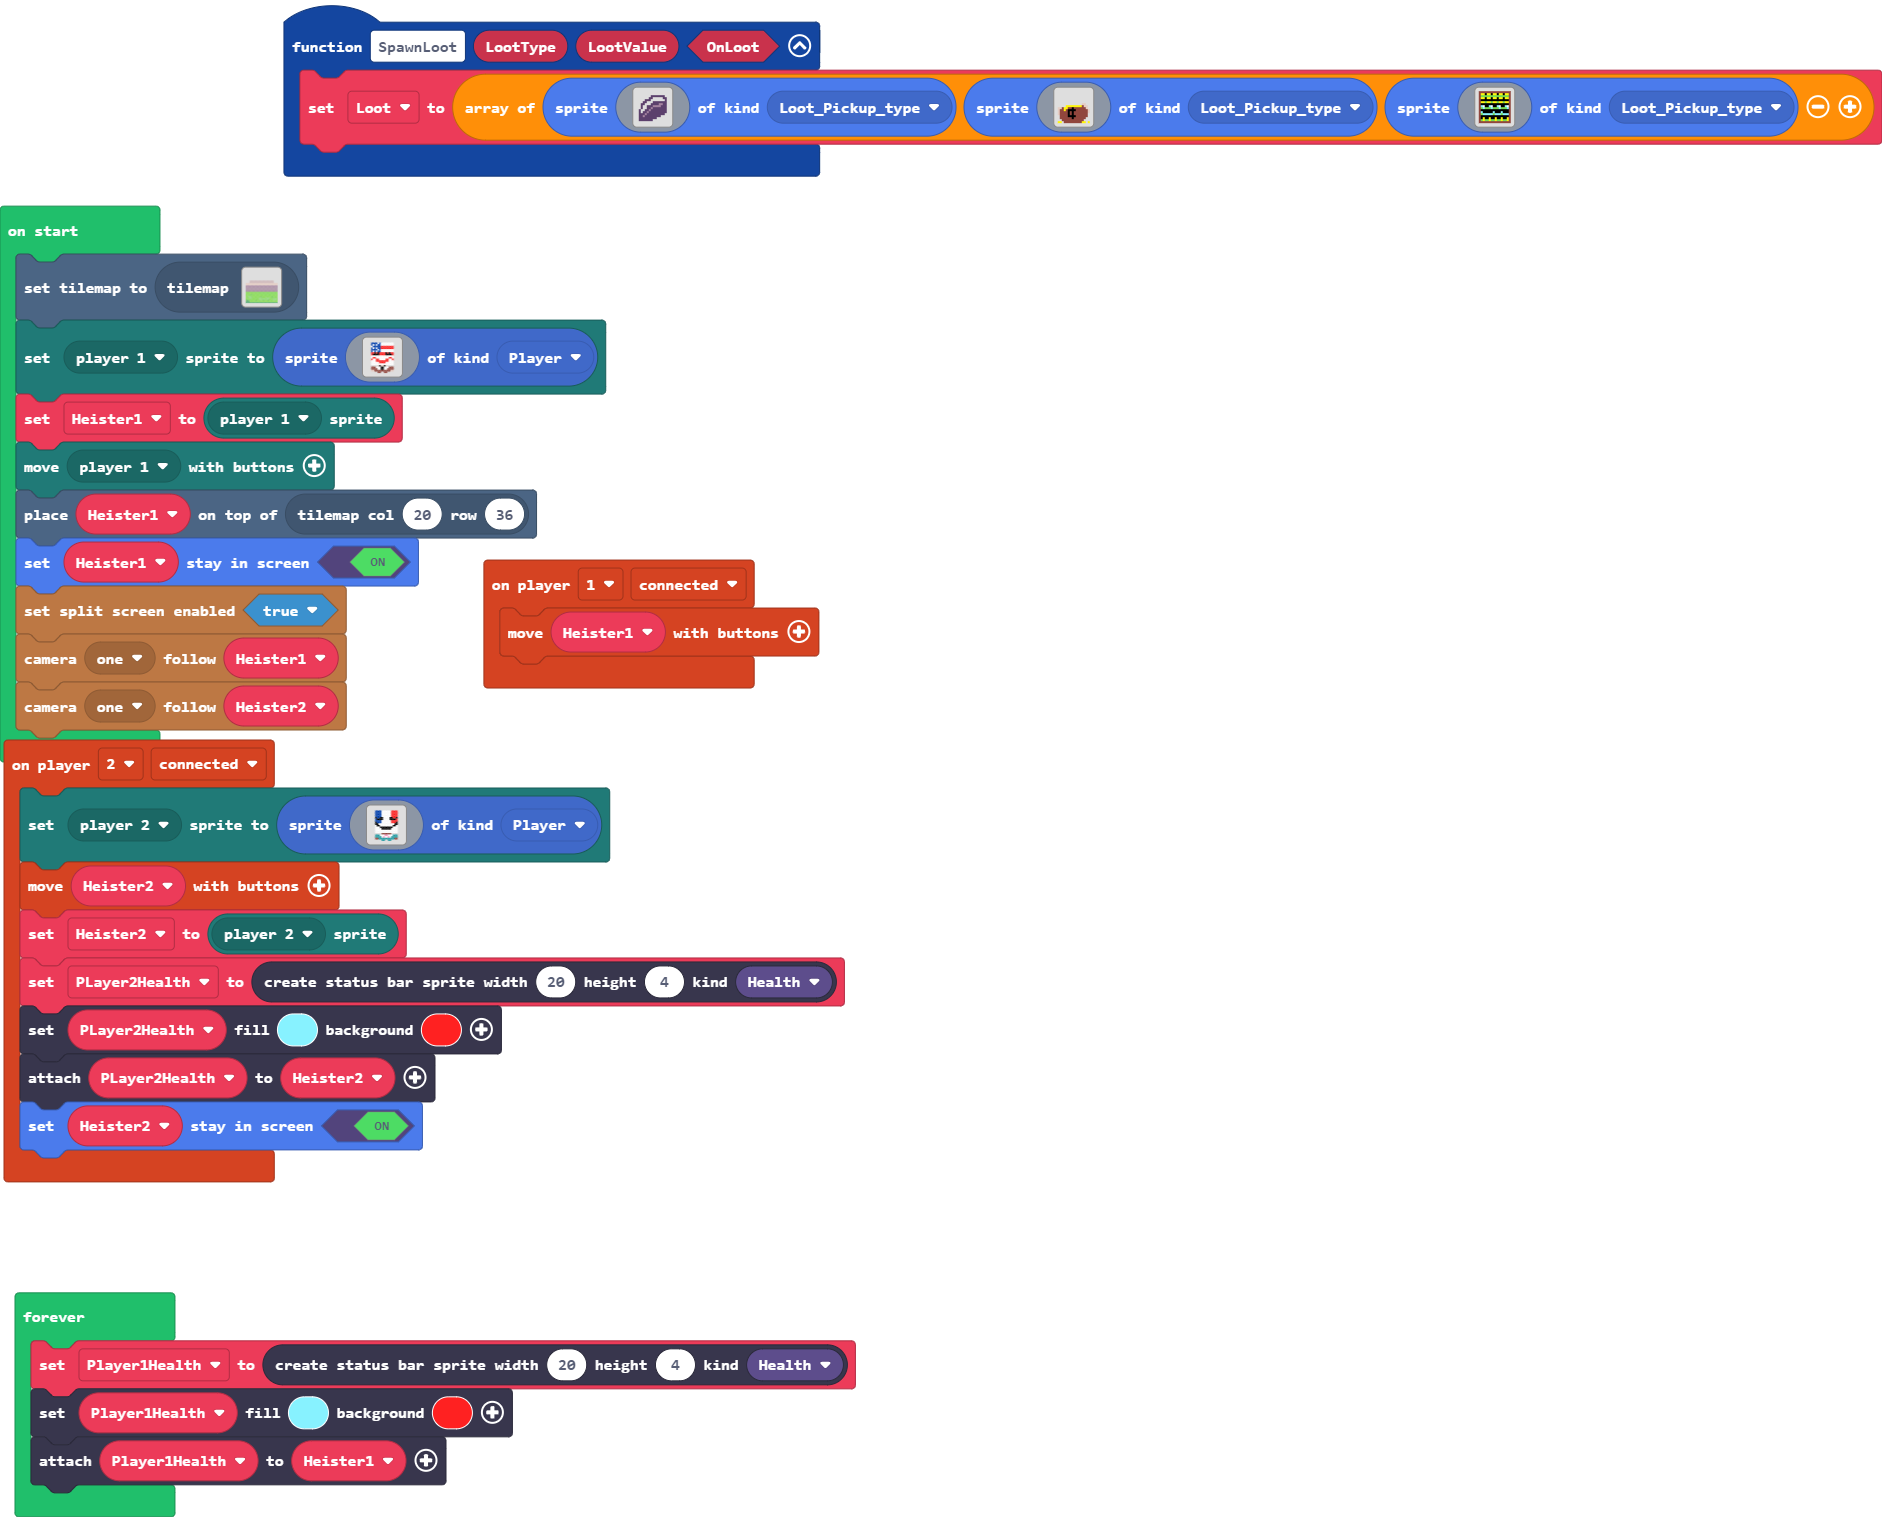 function SpawnLoot LootType LootValue OnLoot
set Loot to array of sprite of kind Loot_Pickup_type sprite of kind Loot_Pickup_type sprite of kind Loot_Pickup_type
on start
set tilemap to tilemap
set player 1 sprite to sprite of kind Player
set Heister1 to player 1 sprite
move player 1 with buttons
place Heister1 on top of tilemap col 20 row 36
set Heister1 stay in screen ON
set split screen enabled true
camera one follow Heister1
camera one follow Heister2
on player 1 connected
move Heister1 with buttons
on player 2 connected
set player 2 sprite to sprite of kind Player
move Heister2 with buttons
set Heister2 to player 2 sprite
set PLayer2Health to create status bar sprite width 20 height 4 kind Health
set PLayer2Health fill background
attach PLayer2Health to Heister2
set Heister2 stay in screen ON
forever
set Player1Health to create status bar sprite width 20 height 4 kind Health
set Player1Health fill background
attach Player1Health to Heister1